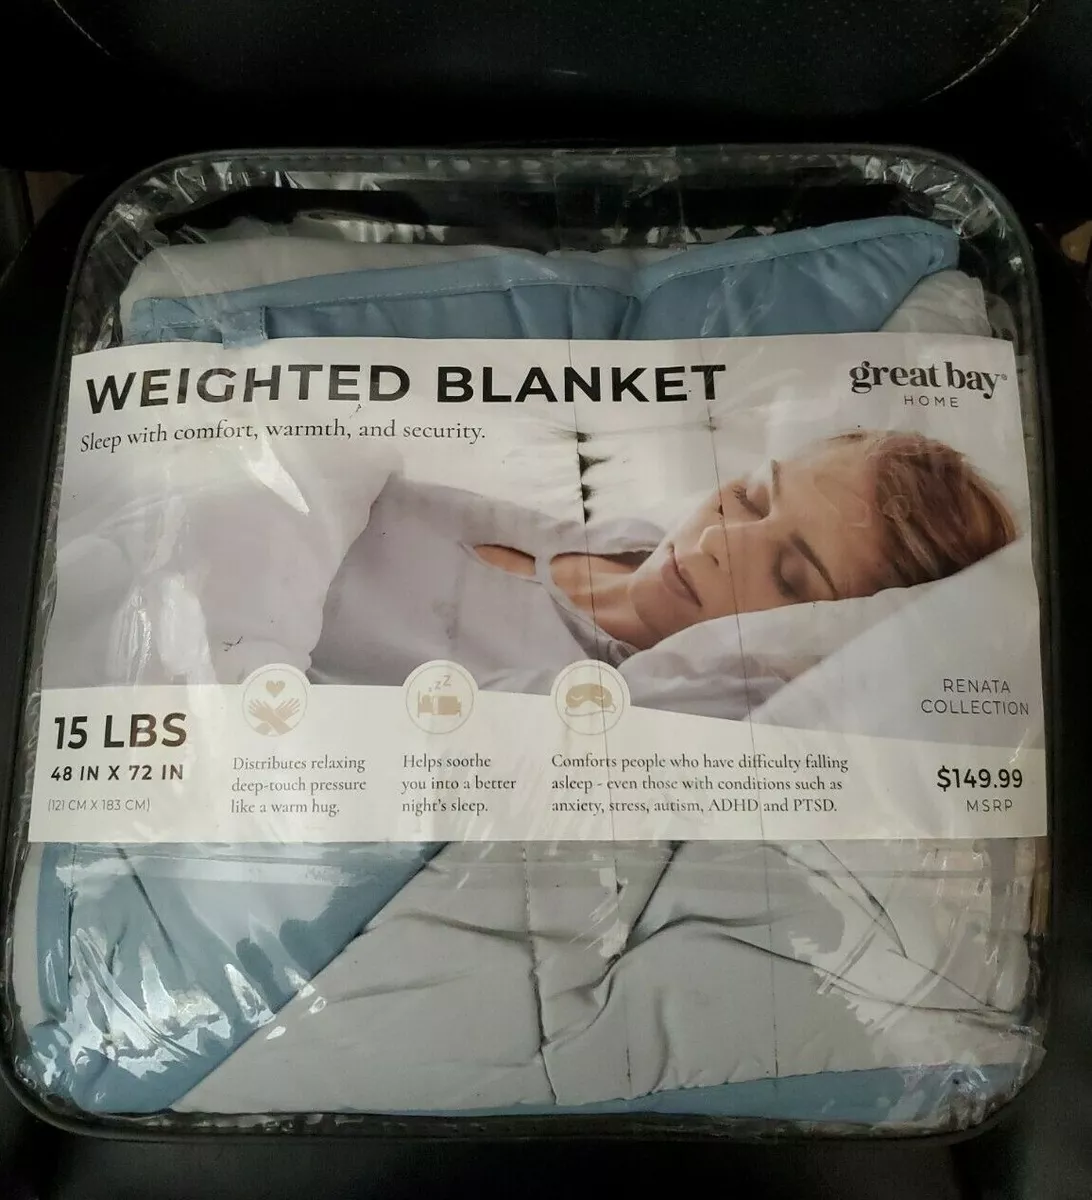 WEIGHTED BLANKET
Sleep with comfort, warmth, and security.
great bay®
HOME
zzZ
RENATA
COLLECTION
15 LBS
48 IN X 72 IN
(121 CM X 183 CM)
Distributes relaxing
deep-touch pressure
like a warm hug.
Helps soothe
you into a better
night's sleep.
Comforts people who have difficulty falling
asleep - even those with conditions such as
anxiety, stress, autism, ADHD and PTSD.
$149.99
MSRP